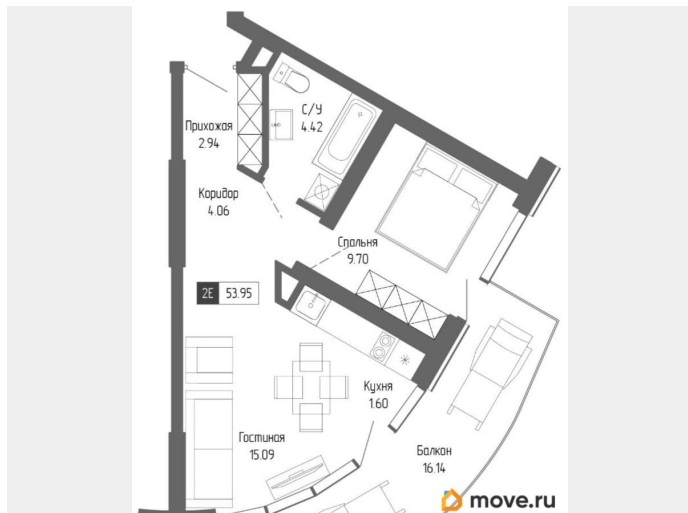 С/У
4.42
Прихожая
2.94
Коридор
4.06
Спальня
9.70
2Е 53.95
Кухня
1.60
Гостиная
15.09
Балкон
16.14
move.ru